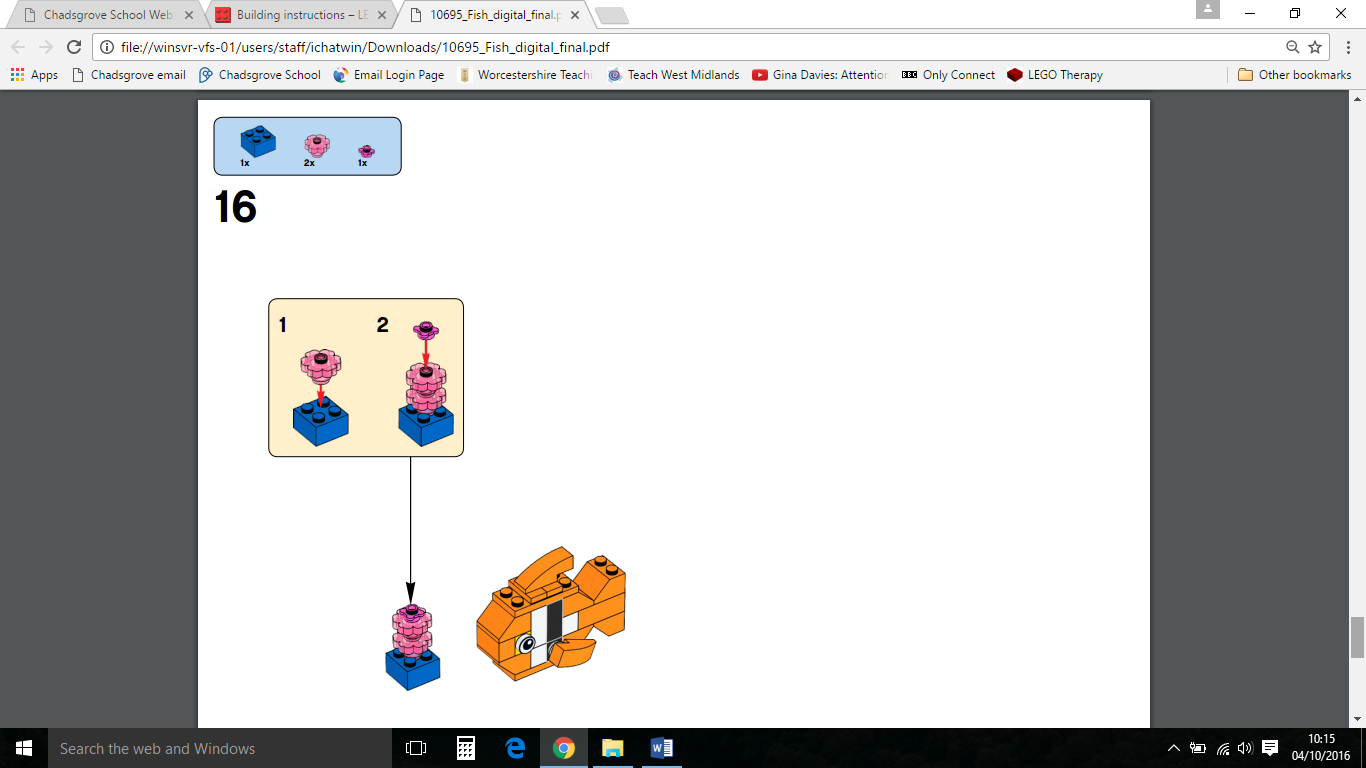 Chadsgrove School Web
Building instructions – LE
10695_Fish_digital_final.p
file://winsvr-vfs-01/users/staff/ichatwin/Downloads/10695_Fish_digital_final.pdf
Apps Chadsgrove email Chadsgrove School Email Login Page Worcestershire Teachi Teach West Midlands Gina Davies: Attention BBC Only Connect LEGO Therapy Other bookmarks
1x 2x 1x
16
1 2
Search the web and Windows
10:15
04/10/2016